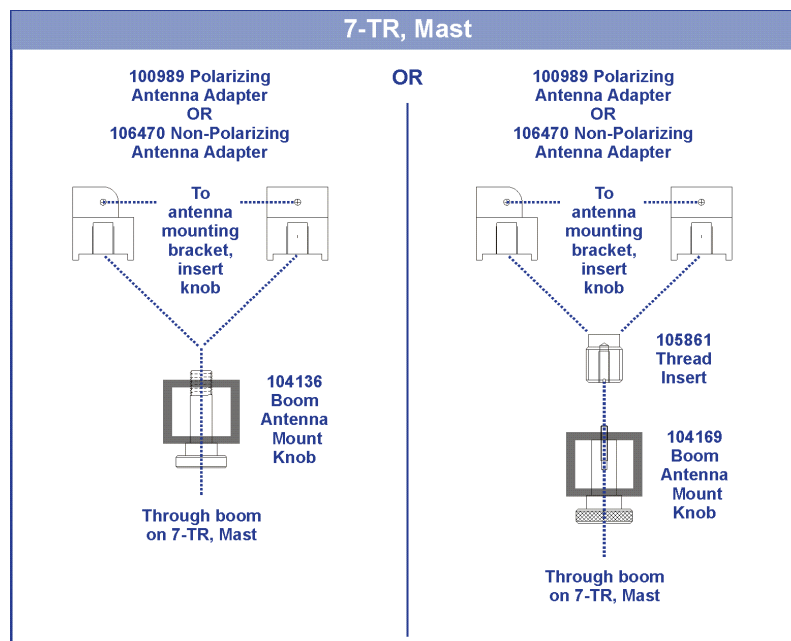 7-TR, Mast
100989 Polarizing
Antenna Adapter
OR
106470 Non-Polarizing
Antenna Adapter
To
antenna
mounting
bracket,
insert
knob
104136
Boom
Antenna
Mount
Knob
Through boom
on 7-TR, Mast
OR
100989 Polarizing
Antenna Adapter
OR
106470 Non-Polarizing
Antenna Adapter
To
antenna
mounting
bracket,
insert
knob
105861
Thread
Insert
104169
Boom
Antenna
Mount
Knob
Through boom
on 7-TR, Mast